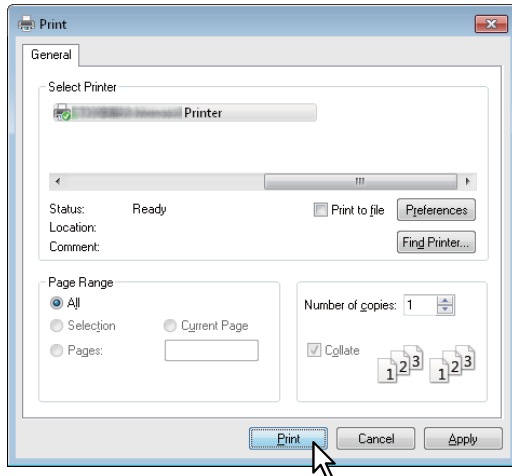 Print
General
Select Printer
Printer
Status: Ready
Print to file
Preferences
Location:
Comment:
Find Printer...
Page Range
All
Selection
Current Page
Pages:
Number of copies: 1
Collate
1 2 3 1 2 3
Print
Cancel
Apply